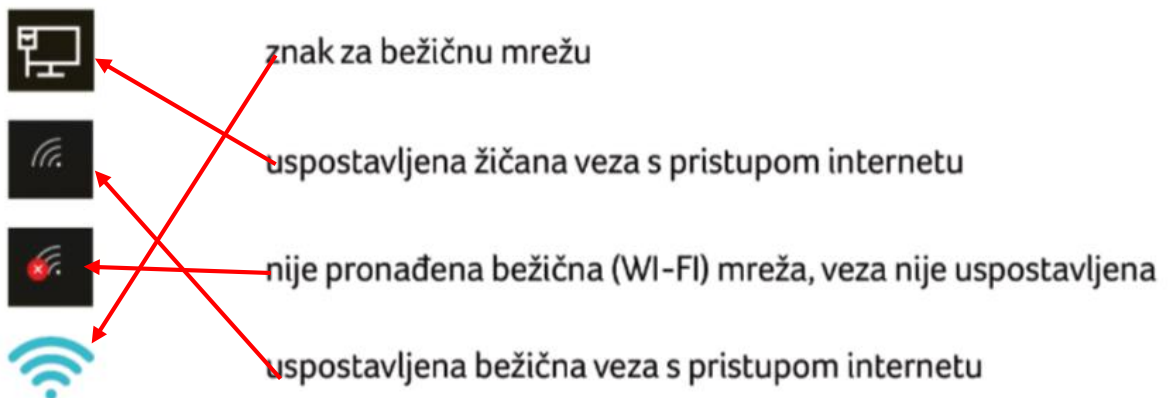 znak za bežičnu mrežu
uspostavljena žičana veza s pristupom internetu
nije pronađena bežična (WI-FI) mreža, veza nije uspostavljena
uspostavljena bežična veza s pristupom internetu